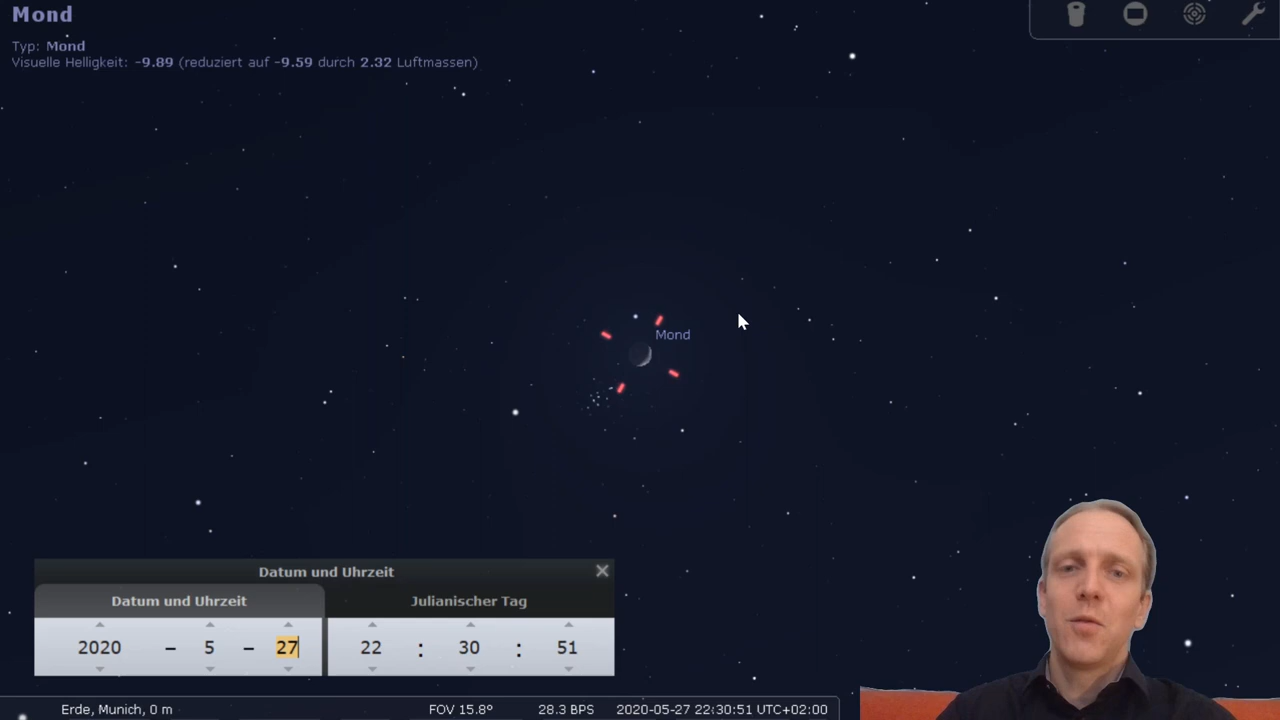 Mond
Typ: Mond
Visuelle Helligkeit: -9.89 (reduziert auf -9.59 durch 2.32 Luftmassen)
Mond
Datum und Uhrzeit
Datum und Uhrzeit
Julianischer Tag
2020 - 5 - 27
22 : 30 : 51
Erde, Munich, 0 m
FOV 15.8°
28.3 BPS
2020-05-27 22:30:51 UTC+02:00